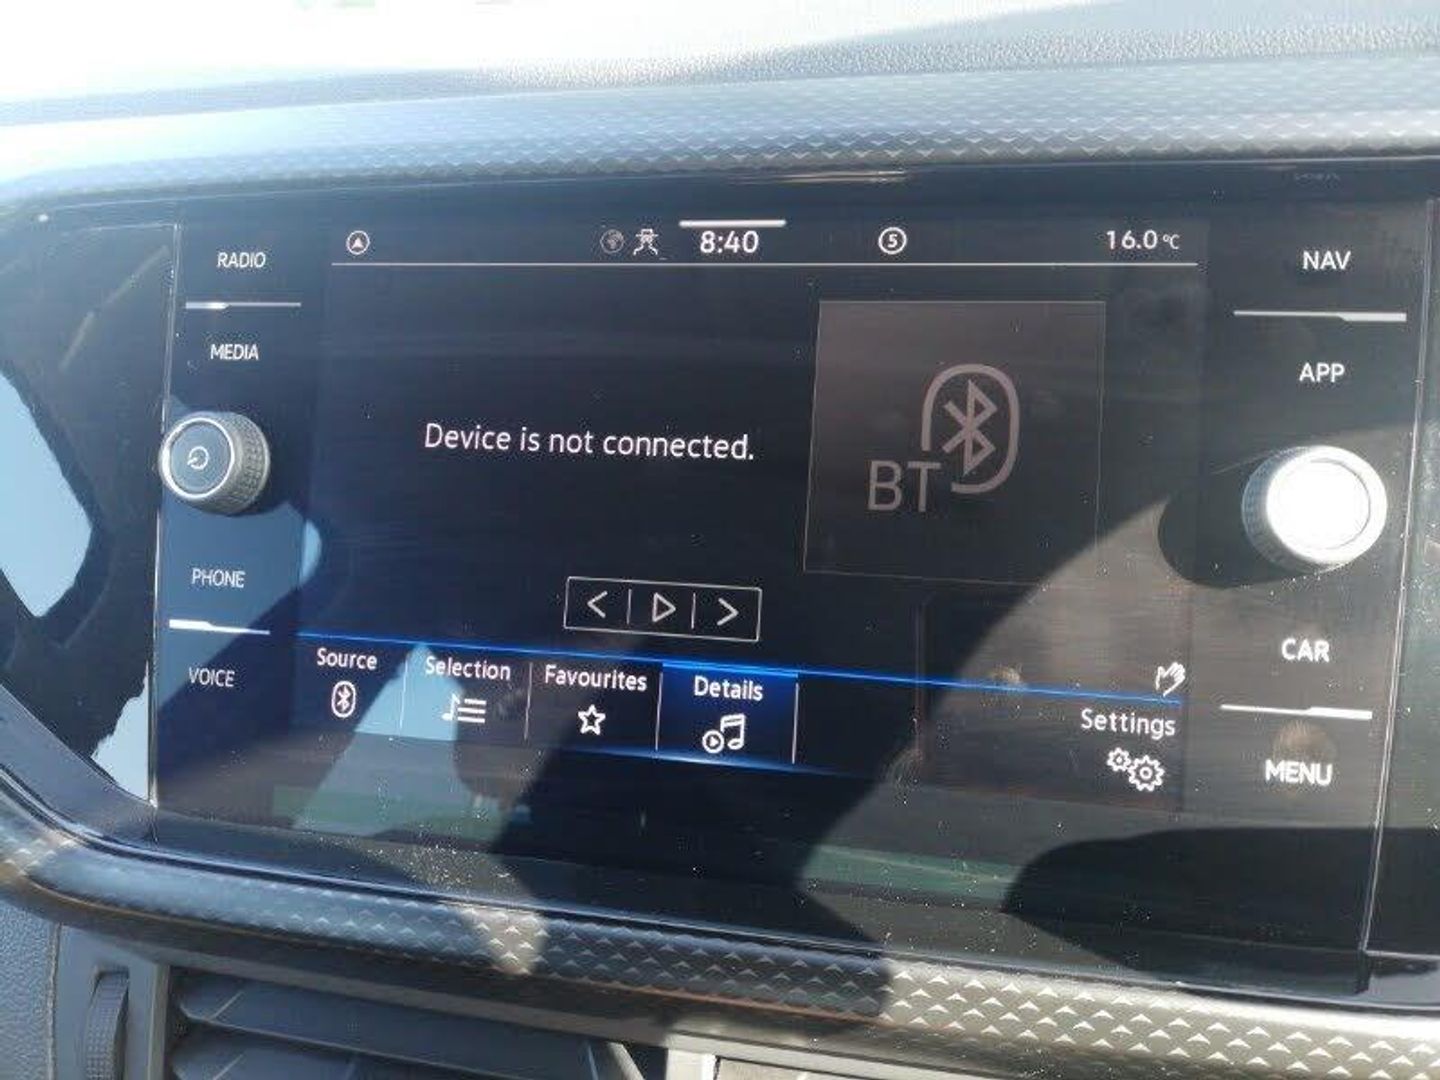 8:40
5
16.0 °C
RADIO
MEDIA
PHONE
VOICE
Device is not connected.
BT
Source
Selection
Favourites
Details
Settings
NAV
APP
CAR
MENU